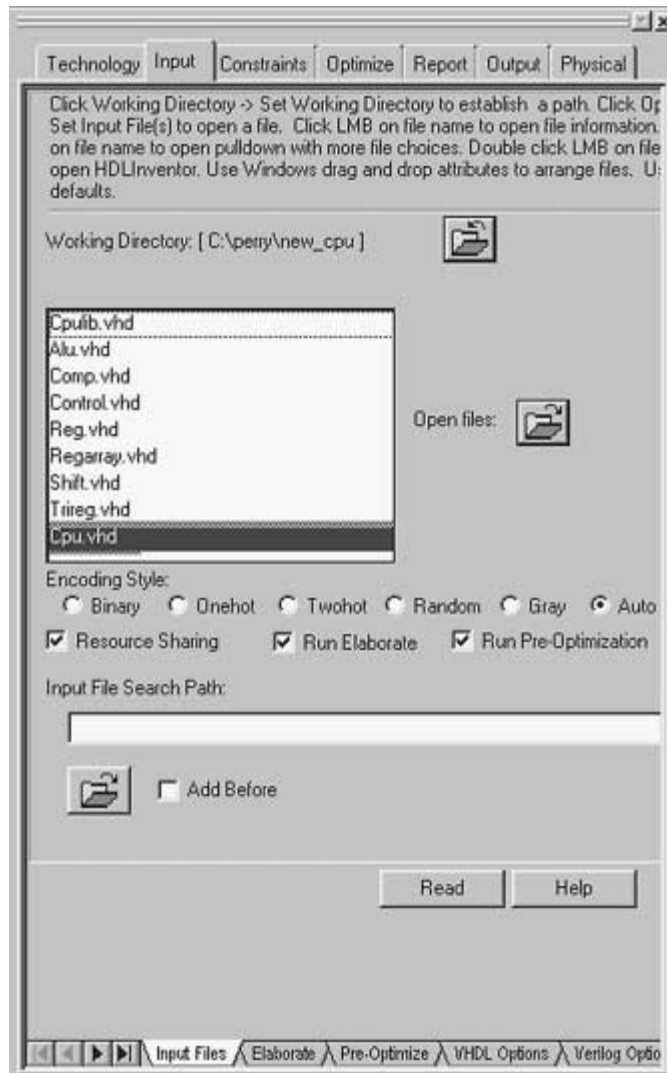 Technology Input Constraints Optimize Report Output Physical
Click Working Directory -> Set Working Directory to establish a path. Click Op
Set Input File(s) to open a file. Click LMB on file name to open file information.
on file name to open pulldown with more file choices. Double click LMB on file
open HDLInventor. Use Windows drag and drop attributes to arrange files. U
defaults.
Working Directory: [ C:\perry\new_cpu ]
Cpulib.vhd
Alu.vhd
Comp.vhd
Control.vhd
Reg.vhd
Regarray.vhd
Shift.vhd
Trireg.vhd
Cpu.vhd
Open files:
Encoding Style:
Binary Onehot Twohot Random Gray Auto
Resource Sharing Run Elaborate Run Pre-Optimization
Input File Search Path:
Add Before
Read Help
Input Files Elaborate Pre-Optimize VHDL Options Verilog Optio